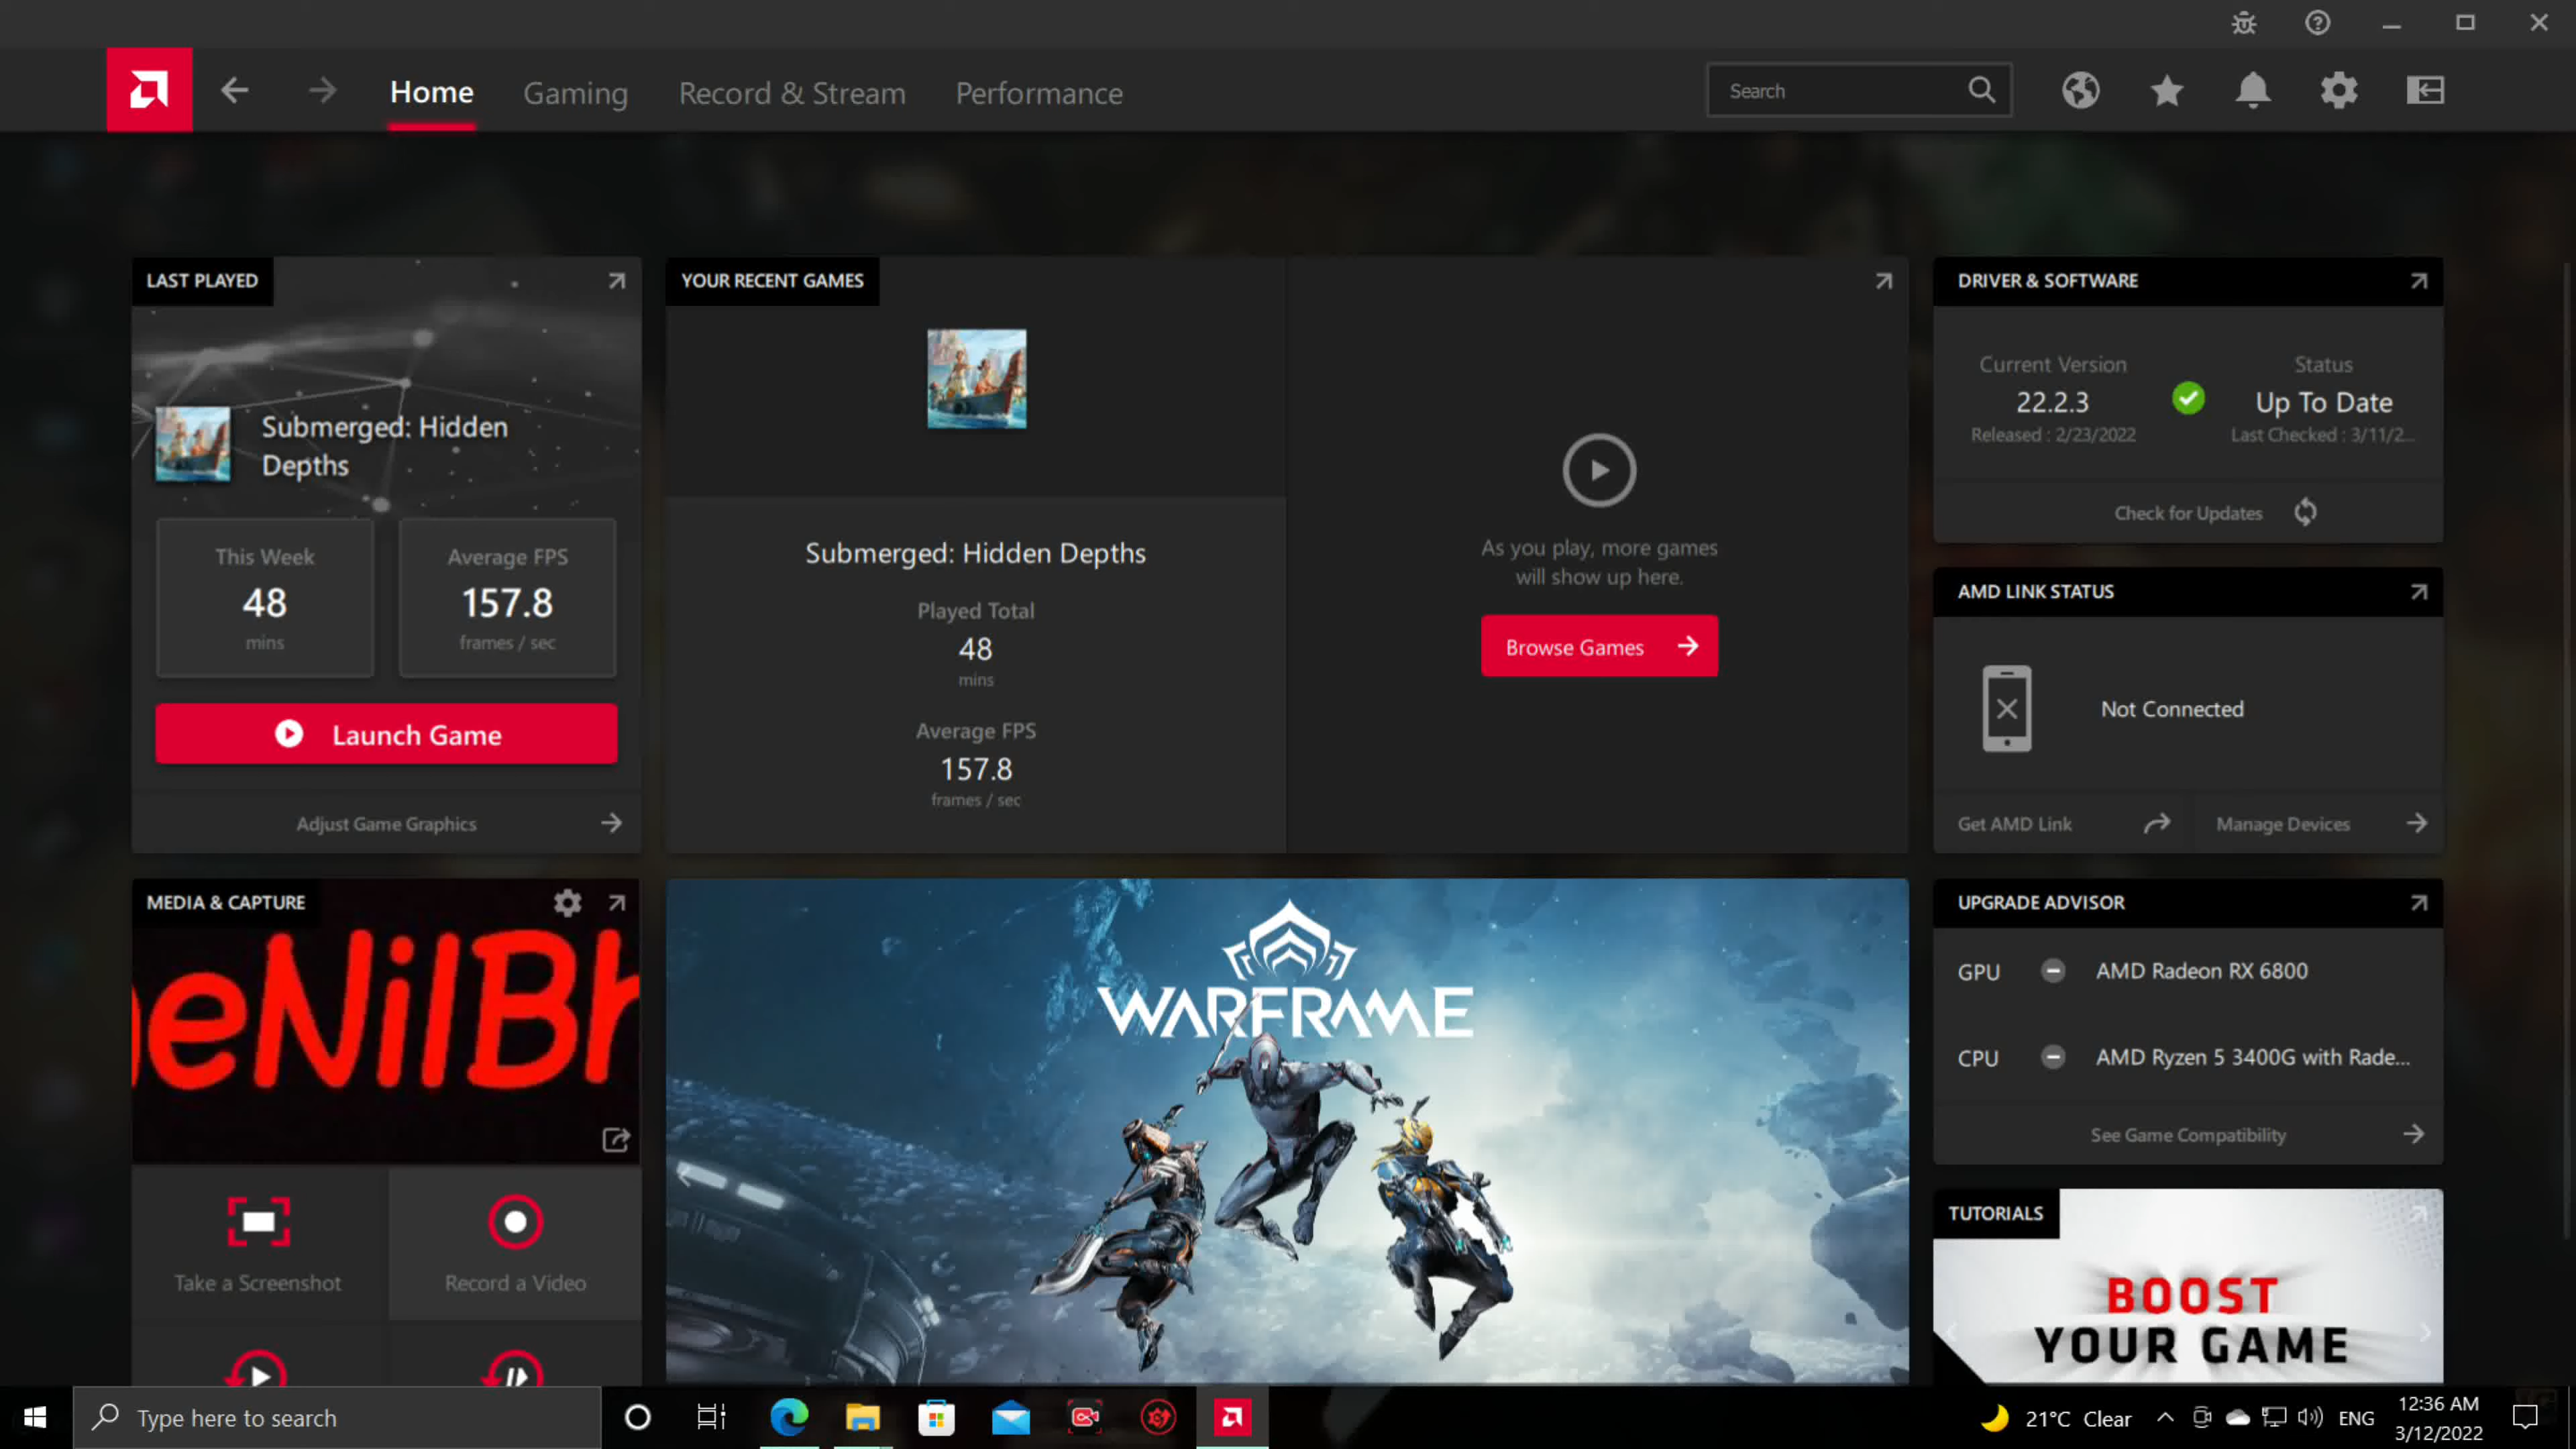 Home Gaming Record & Stream Performance Search
LAST PLAYED
Submerged: Hidden
Depths
This Week
48
mins
Average FPS
157.8
frames / sec
Launch Game
Adjust Game Graphics
YOUR RECENT GAMES
Submerged: Hidden Depths
Played Total
48
mins
Average FPS
157.8
frames / sec
As you play, more games
will show up here.
Browse Games
DRIVER & SOFTWARE
Current Version
22.2.3
Released : 2/23/2022
Status
Up To Date
Last Checked : 3/11/2...
Check for Updates
AMD LINK STATUS
Not Connected
Get AMD Link
Manage Devices
MEDIA & CAPTURE
eNilBh
Take a Screenshot
Record a Video
WARFRAME
UPGRADE ADVISOR
GPU AMD Radeon RX 6800
CPU AMD Ryzen 5 3400G with Rade...
See Game Compatibility
TUTORIALS
BOOST
YOUR GAME
Type here to search
21°C Clear
ENG
12:36 AM
3/12/2022